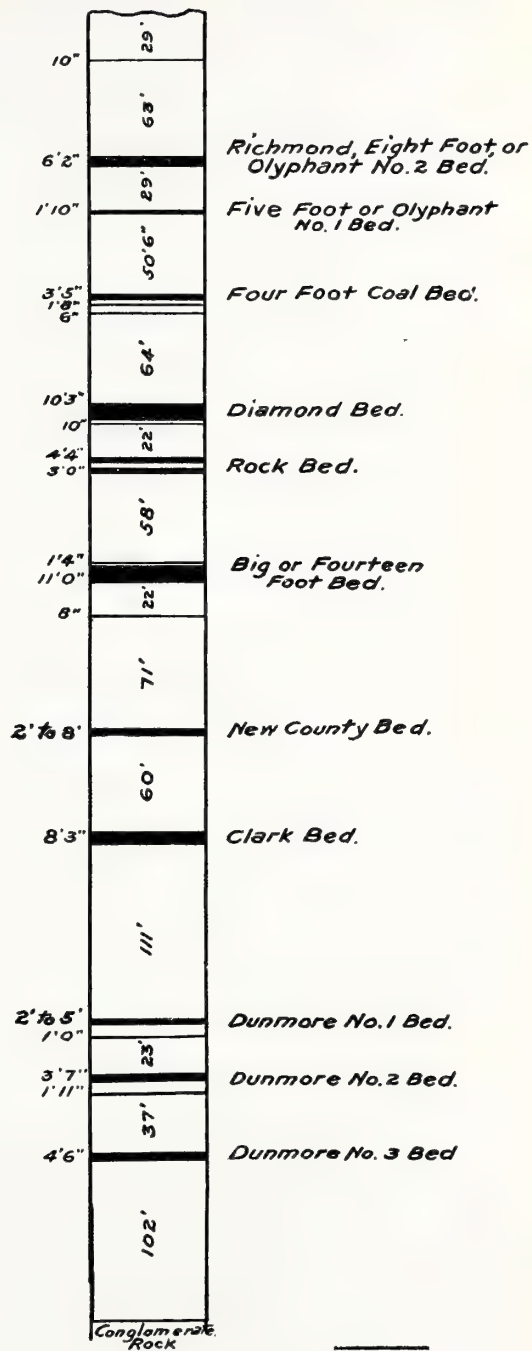 29'
10"
63'
Richmond, Eight Foot or
Olyphant No. 2 Bed.
6'2"
29'
1'10"
Five Foot or Olyphant
No. 1 Bed.
50'6"
3'5"
Four Foot Coal Bed.
1'8"
6"
64'
10'3"
Diamond Bed.
10"
22'
4'4"
Rock Bed.
3'0"
58'
1'4"
Big or Fourteen
Foot Bed.
11'0"
22'
8"
71'
2' to 8'
New County Bed.
60'
8'3"
Clark Bed.
111'
2' to 5'
Dunmore No. 1 Bed.
1'0"
23'
3'7"
Dunmore No. 2 Bed.
1'11"
37'
4'6"
Dunmore No. 3 Bed
102'
Conglomerate
Rock